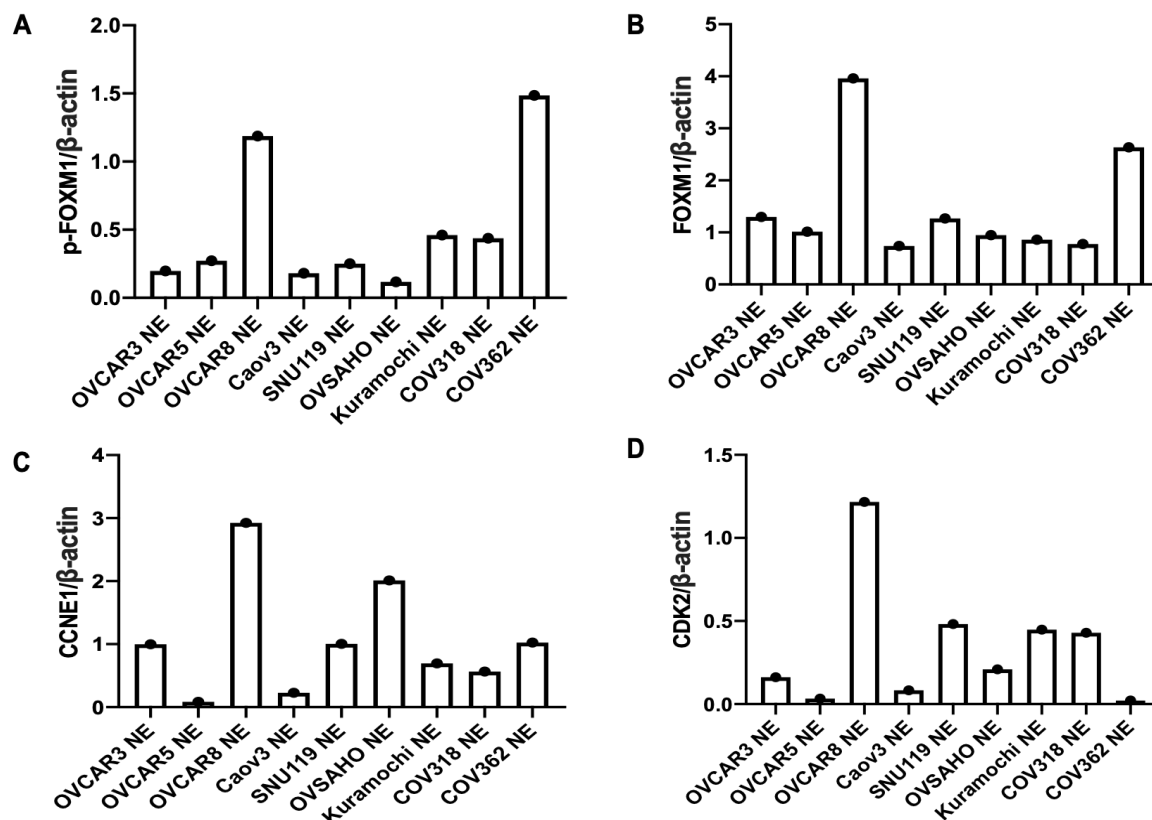 A
p-FOXM1/β-actin
2.0
1.5
1.0
0.5
0.0
OVCAR3 NE
OVCAR5 NE
OVCAR8 NE
Caov3 NE
SNU119 NE
OVSAHO NE
Kuramochi NE
COV318 NE
COV362 NE
B
FOXM1/β-actin
5
4
3
2
1
0
OVCAR3 NE
OVCAR5 NE
OVCAR8 NE
Caov3 NE
SNU119 NE
OVSAHO NE
Kuramochi NE
COV318 NE
COV362 NE
C
CCNE1/β-actin
4
3
2
1
0
OVCAR3 NE
OVCAR5 NE
OVCAR8 NE
Caov3 NE
SNU119 NE
OVSAHO NE
Kuramochi NE
COV318 NE
COV362 NE
D
CDK2/β-actin
1.5
1.0
0.5
0.0
OVCAR3 NE
OVCAR5 NE
OVCAR8 NE
Caov3 NE
SNU119 NE
OVSAHO NE
Kuramochi NE
COV318 NE
COV362 NE